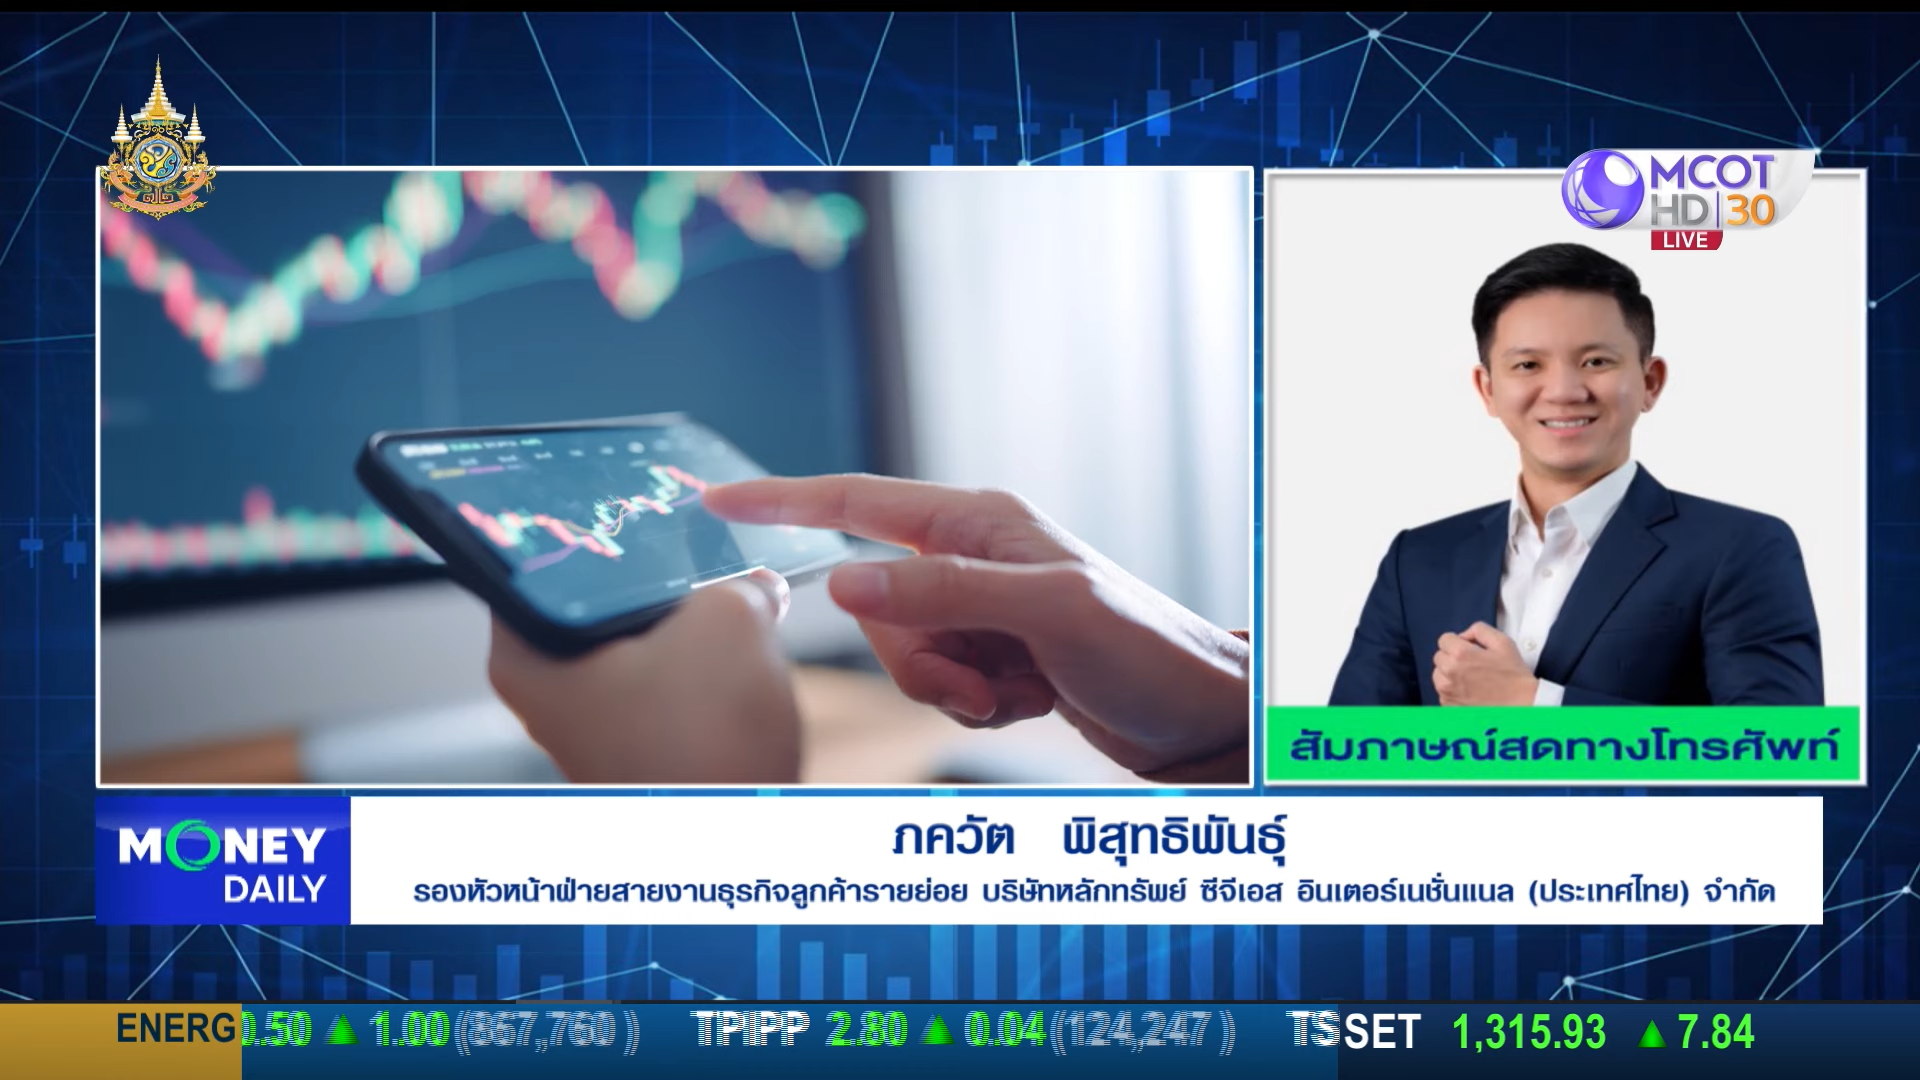 MCOT
HD 30
LIVE
สัมภาษณ์สดทางโทรศัพท์
MONEY
DAILY
ภควัต พิสุทธิพันธุ์
รองหัวหน้าฝ่ายสายงานธุรกิจลูกค้ารายย่อย บริษัทหลักทรัพย์ ซีจีเอส อินเตอร์เนชั่นแนล (ประเทศไทย) จำกัด
ENERG 0.50 ▲ 1.00 (867,760) TPIPP 2.80 ▲ 0.04 (124,247) TS SET 1,315.93 ▲ 7.84